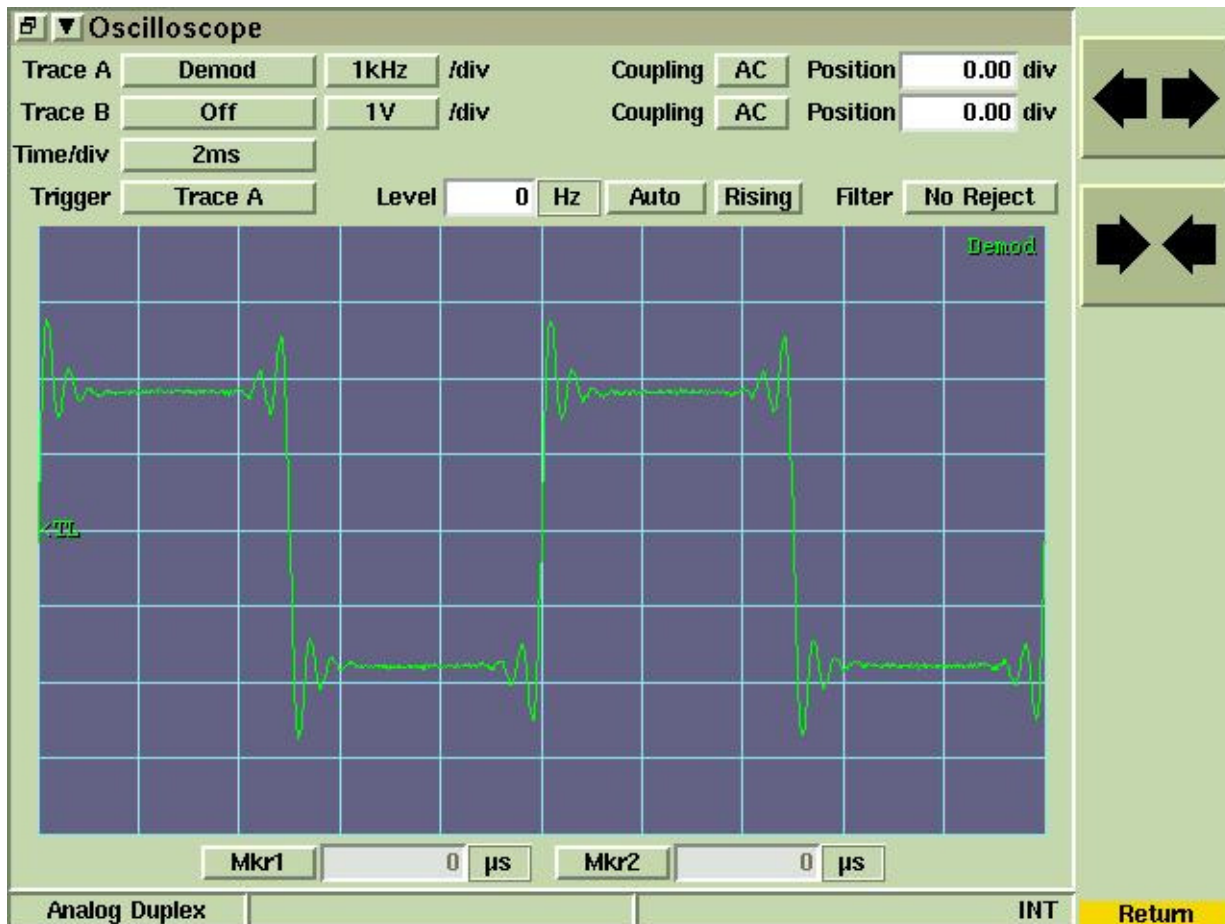 Oscilloscope
Trace A Demod 1kHz /div Coupling AC Position 0.00 div
Trace B Off 1V /div Coupling AC Position 0.00 div
Time/div 2ms
Trigger Trace A Level 0 Hz Auto Rising Filter No Reject
Demod
<TL
Mkr1 0 µs Mkr2 0 µs
Analog Duplex INT Return